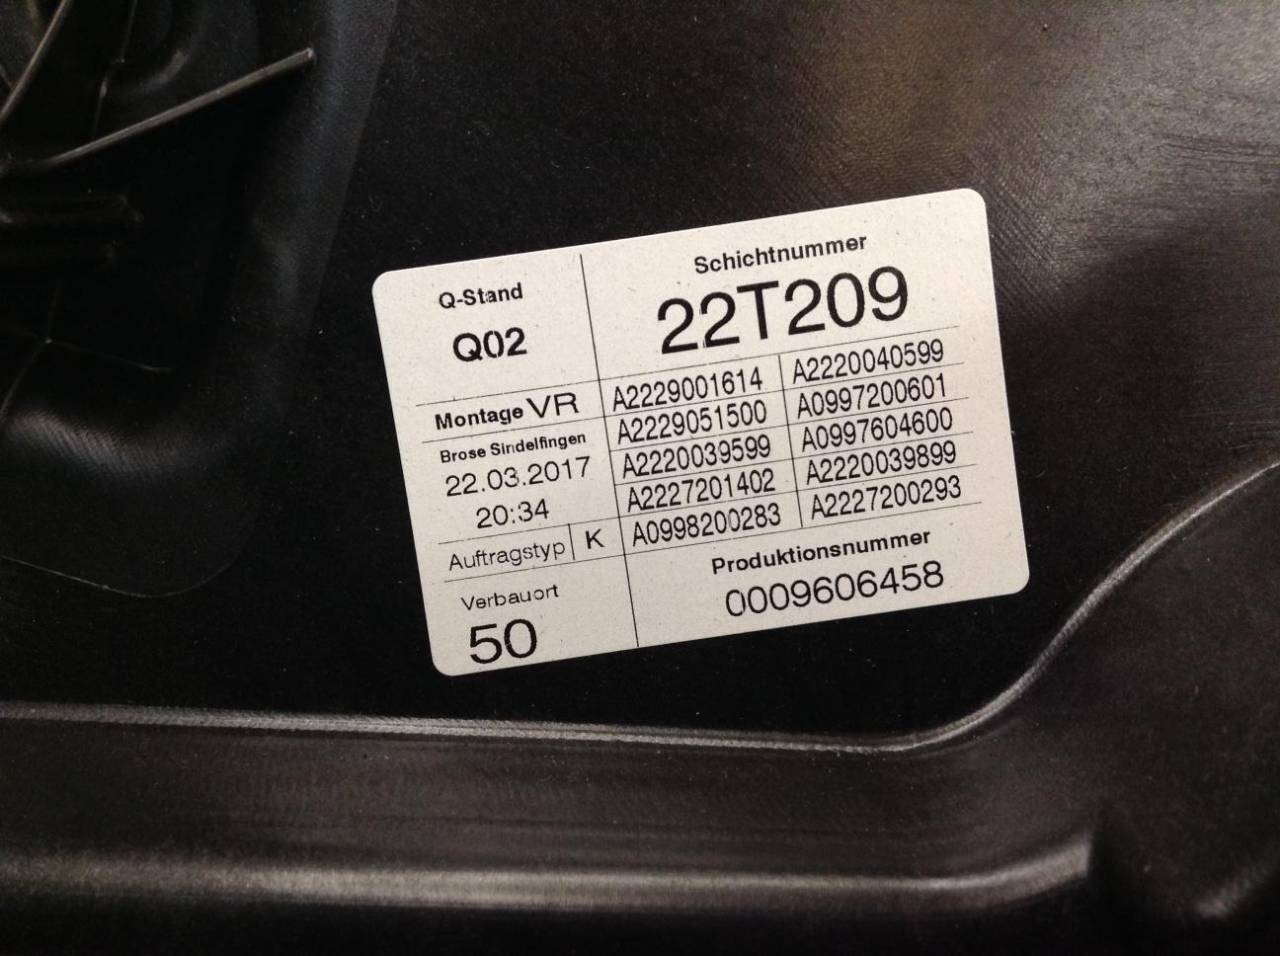 Q-Stand
Q02
Schichtnummer
22T209
Montage VR
Brose Sindelfingen
22.03.2017
20:34
Auftragstyp K
Verbauort
50
A2229001614 A2220040599
A2229051500 A0997200601
A2220039599 A0997604600
A2227201402 A2220039899
A0998200283 A2227200293
Produktionsnummer
0009606458